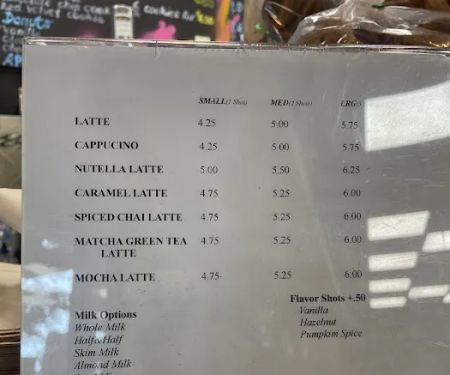 Donuts
SMALL(1 Shot) MED(1 Shot) LRG
LATTE 4.25 5.00 5.75
CAPPUCINO 4.25 5.00 5.75
NUTELLA LATTE 5.00 5.50 6.25
CARAMEL LATTE 4.75 5.25 6.00
SPICED CHAI LATTE 4.75 5.25 6.00
MATCHA GREEN TEA 4.75 5.25 6.00
LATTE
MOCHA LATTE 4.75 5.25 6.00
Milk Options
Whole Milk
Half&Half
Skim Milk
Almond Milk
Flavor Shots +.50
Vanilla
Hazelnut
Pumpkin Spice